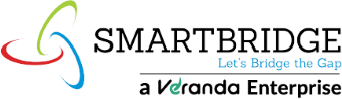 SMARTBRIDGE
Let's Bridge the Gap
a Veranda Enterprise